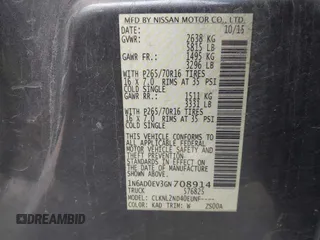 MFD BY NISSAN MOTOR CO., LTD.
DATE: 10/15
GVWR: 2638 KG
5815 LB
GAWR FR: 1495 KG
3296 LB
WITH P265/70R16 TIRES
16 X 7.0 RIMS AT 35 PSI
COLD SINGLE
GAWR RR: 1511 KG
3331 LB
WITH P265/70R16 TIRES
16 X 7.0 RIMS AT 35 PSI
COLD SINGLE
THIS VEHICLE CONFORMS TO
ALL APPLICABLE FEDERAL
MOTOR VEHICLE SAFETY
AND THEFT PREVENTION
STANDARDS IN EFFECT ON
THE DATE OF
MANUFACTURE SHOWN
ABOVE.
1N6AD0EV3GN708914
TRUCK 576825
MODEL: CLKNL2ND40EUNF----
COLOR: KAD TRIM: W
© DREAMBID